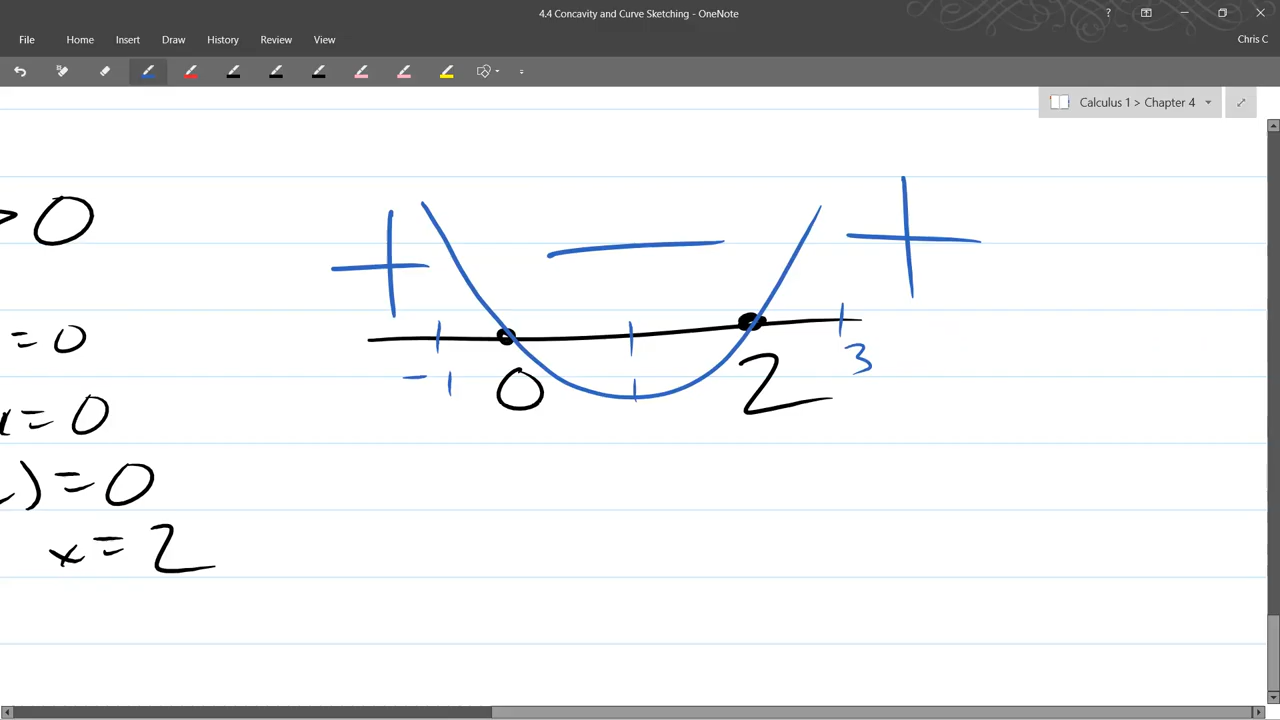 4.4 Concavity and Curve Sketching - OneNote
File Home Insert Draw History Review View
Chris C
Calculus 1 > Chapter 4
> 0
+ − +
= 0
-1 0 2 3
x = 0
) = 0
x = 2